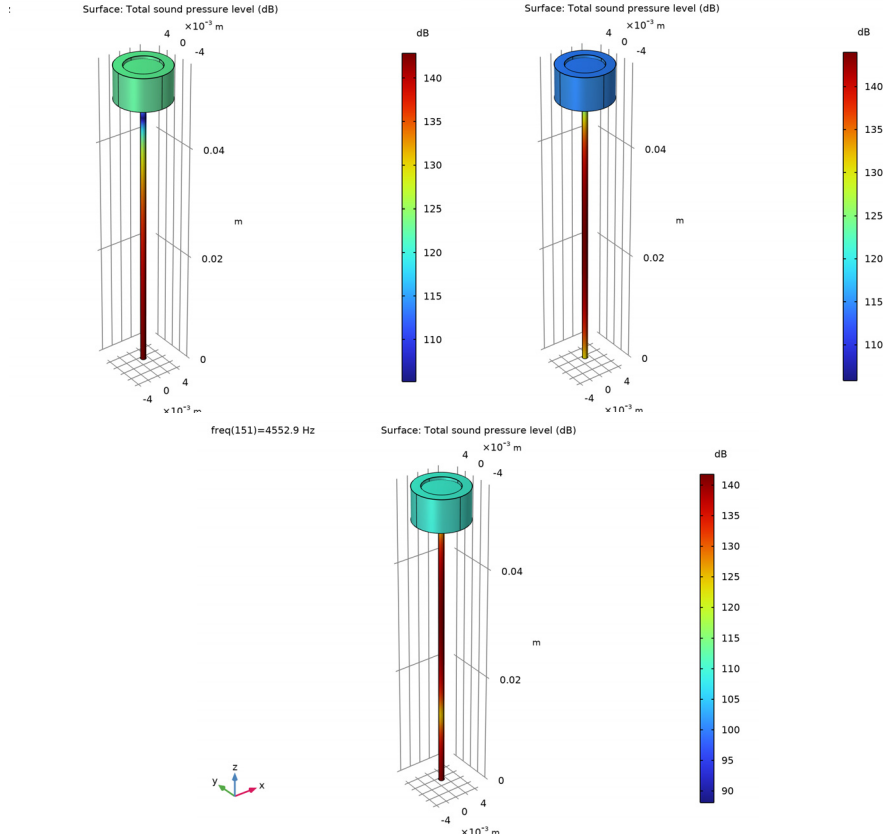 Surface: Total sound pressure level (dB)
×10⁻³ m
4
0
-4
dB
140
135
130
125
120
115
110
0.04
m
0.02
0
4
0
-4
×10⁻³ m
Surface: Total sound pressure level (dB)
×10⁻³ m
4
0
-4
dB
140
135
130
125
120
115
110
0.04
m
0.02
0
4
0
-4
×10⁻³ m
freq(151)=4552.9 Hz
Surface: Total sound pressure level (dB)
×10⁻³ m
4
0
-4
dB
140
135
130
125
120
115
110
105
100
95
90
0.04
m
0.02
0
4
0
-4
×10⁻³ m
z
y
x